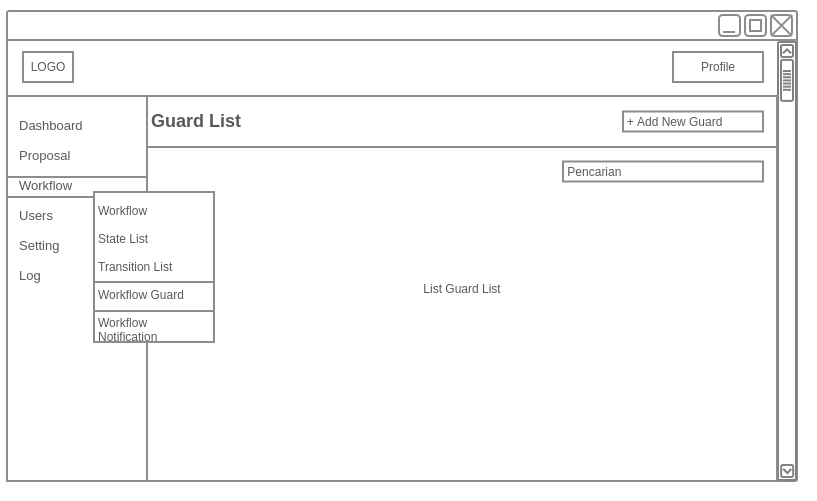 LOGO
Profile
Dashboard
Proposal
Workflow
Users
Setting
Log
Guard List
+ Add New Guard
Pencarian
Workflow
State List
Transition List
Workflow Guard
Workflow
Notification
List Guard List